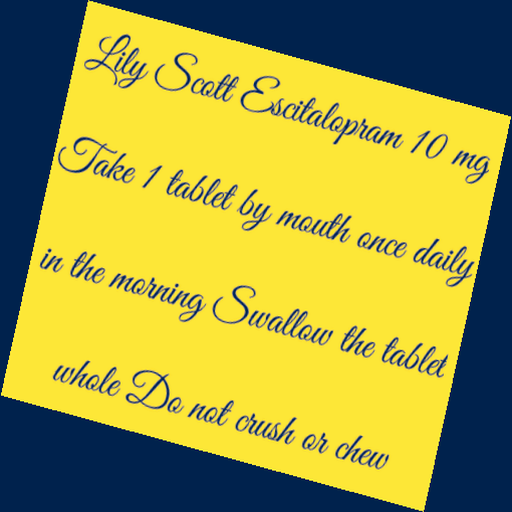 Lily Scott Escitalopram 10 mg
Take 1 tablet by mouth once daily
in the morning Swallow the tablet
whole Do not crush or chew